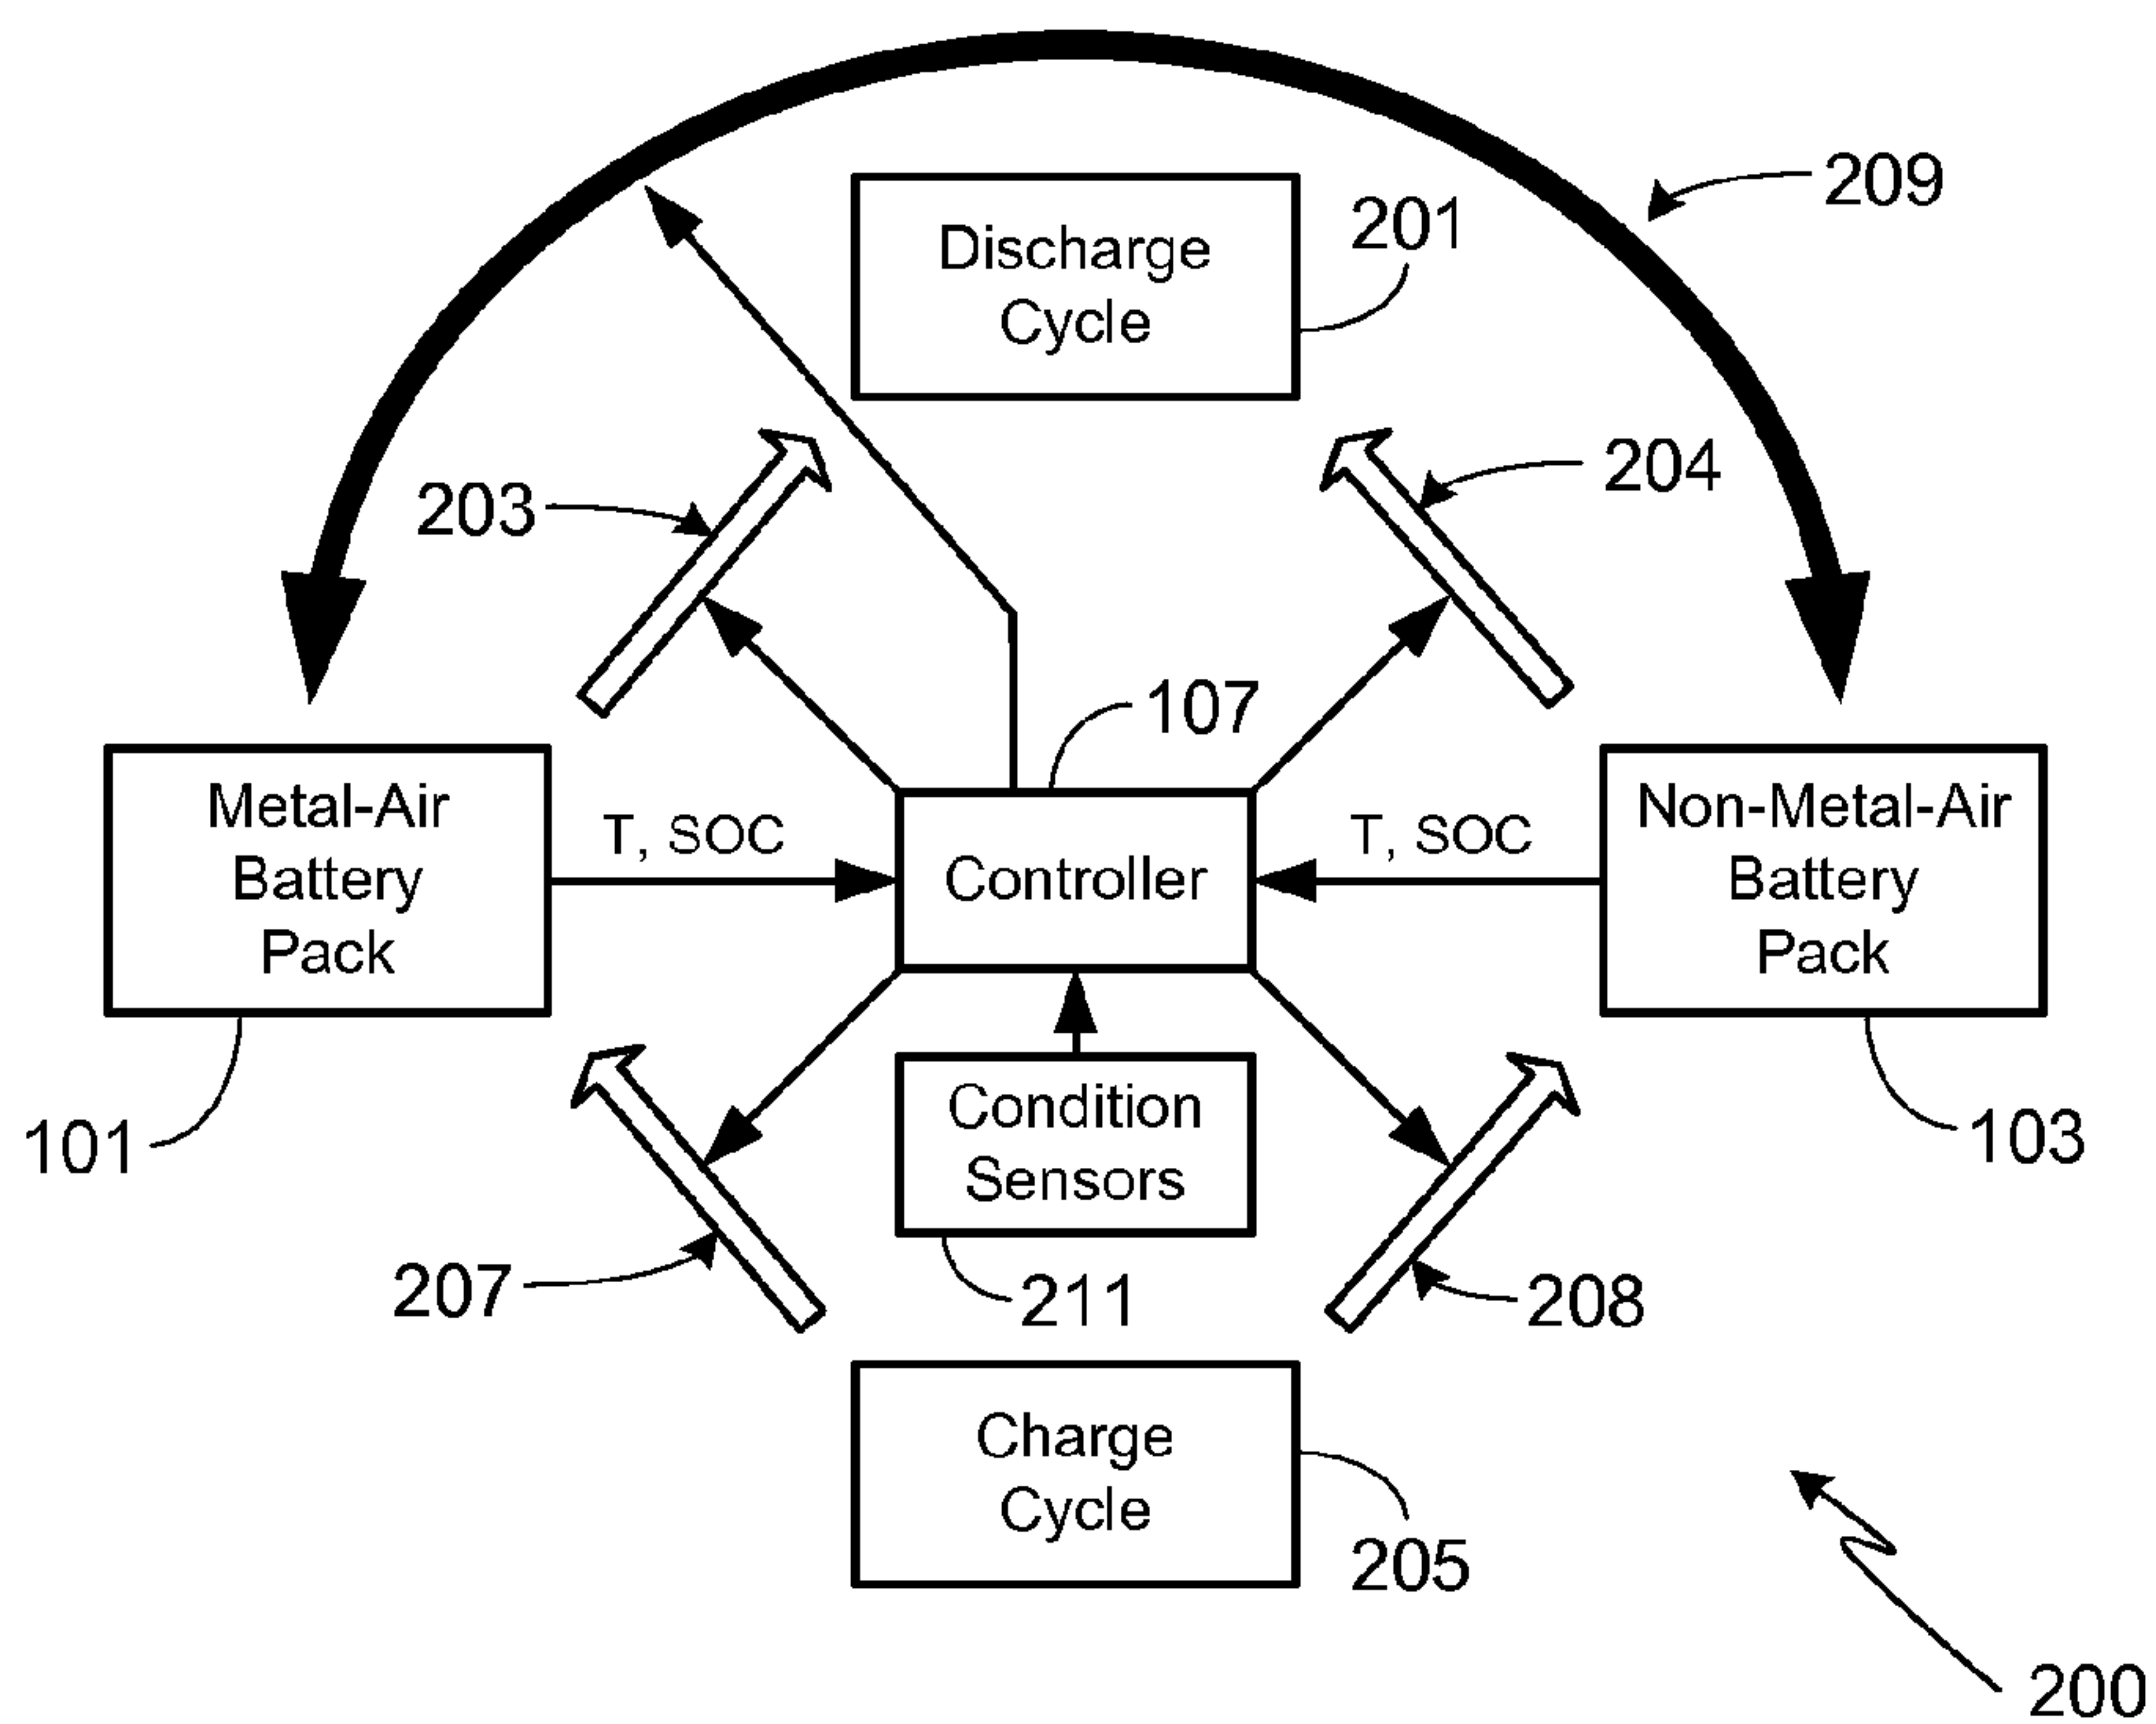 209
Discharge
Cycle
201
203
204
107
Metal-Air
Battery
Pack
T, SOC
Controller
T, SOC
Non-Metal-Air
Battery
Pack
101
Condition
Sensors
103
207
211
208
Charge
Cycle
205
200